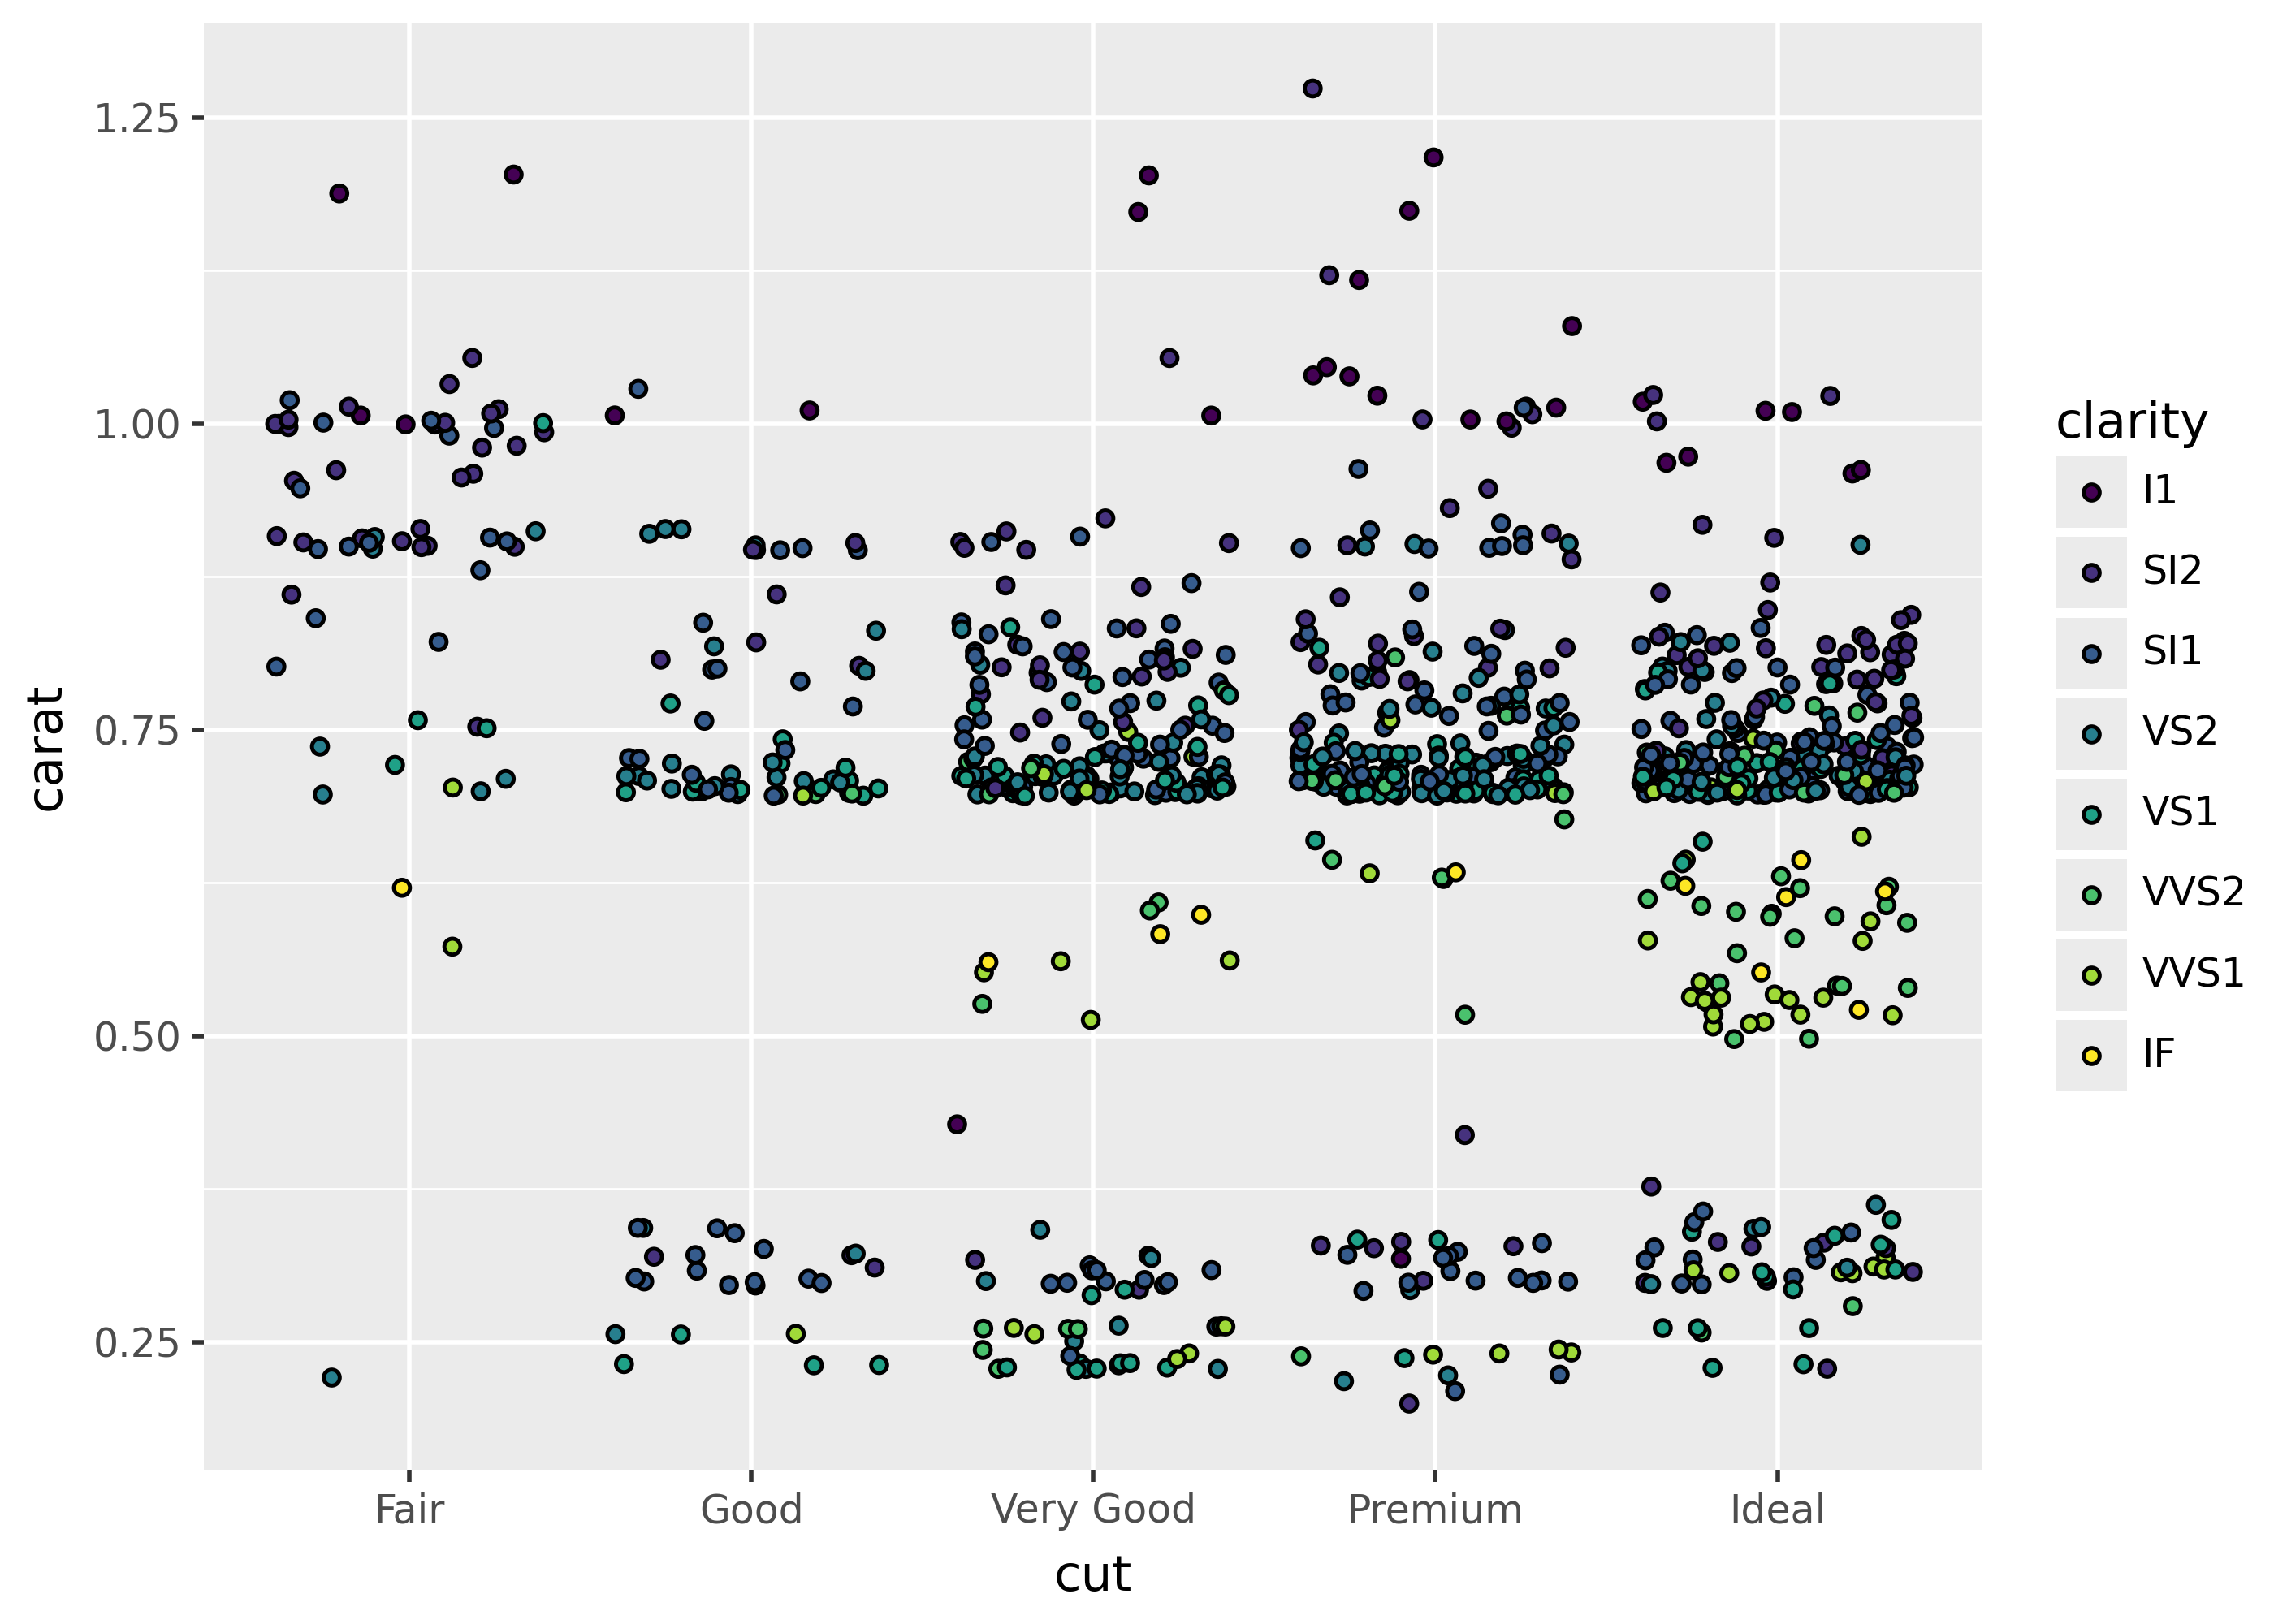 1.25
1.00
0.75
0.50
0.25
carat
Fair
Good
Very Good
Premium
Ideal
cut
clarity
I1
SI2
SI1
VS2
VS1
VVS2
VVS1
IF